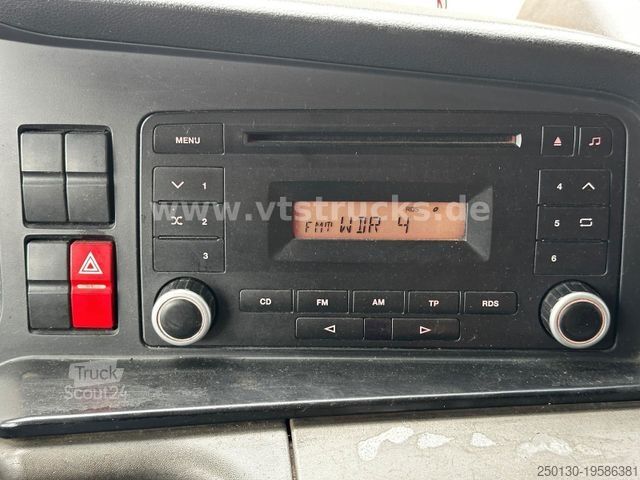 MENU
1
4
www.vtstrucks.de
2
RDS
5
FMT WDR 4
3
6
CD FM AM TP RDS
Truck
Scout24
250130-19586381